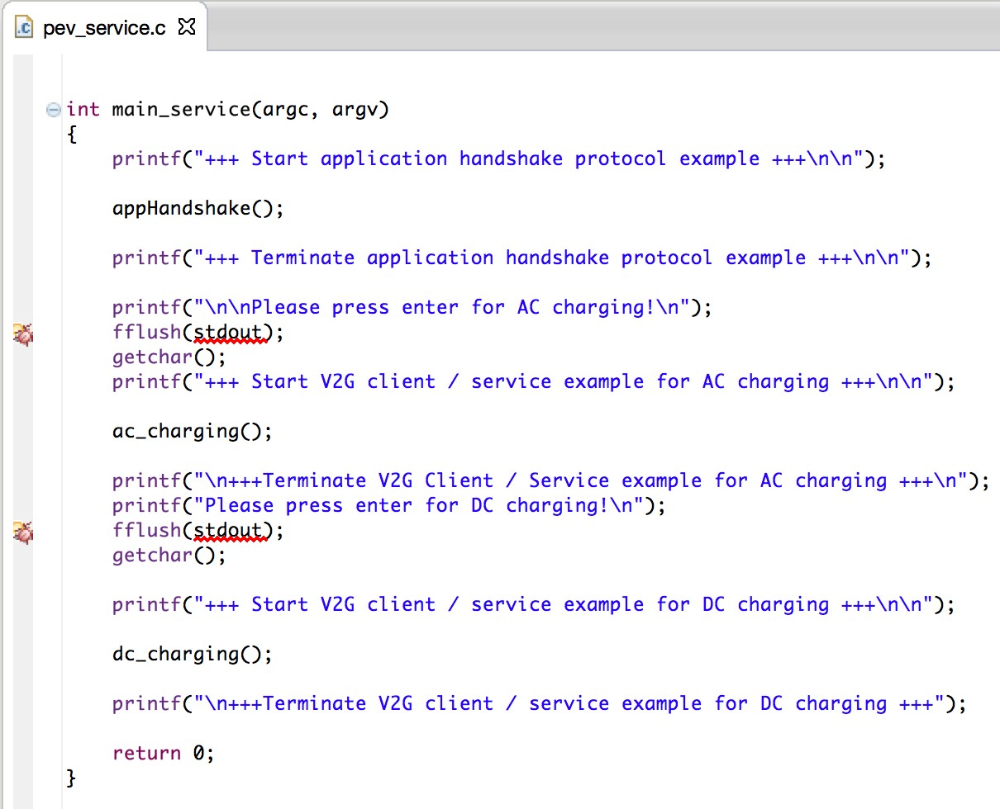 .c pev_service.c
int main_service(argc, argv)
{
    printf("+++ Start application handshake protocol example +++\n\n");
    appHandshake();
    printf("+++ Terminate application handshake protocol example +++\n\n");
    printf("\n\nPlease press enter for AC charging!\n");
    fflush(stdout);
    getchar();
    printf("+++ Start V2G client / service example for AC charging +++\n\n");
    ac_charging();
    printf("\n+++Terminate V2G Client / Service example for AC charging +++\n");
    printf("Please press enter for DC charging!\n");
    fflush(stdout);
    getchar();
    printf("+++ Start V2G client / service example for DC charging +++\n\n");
    dc_charging();
    printf("\n+++Terminate V2G client / service example for DC charging +++");
    return 0;
}